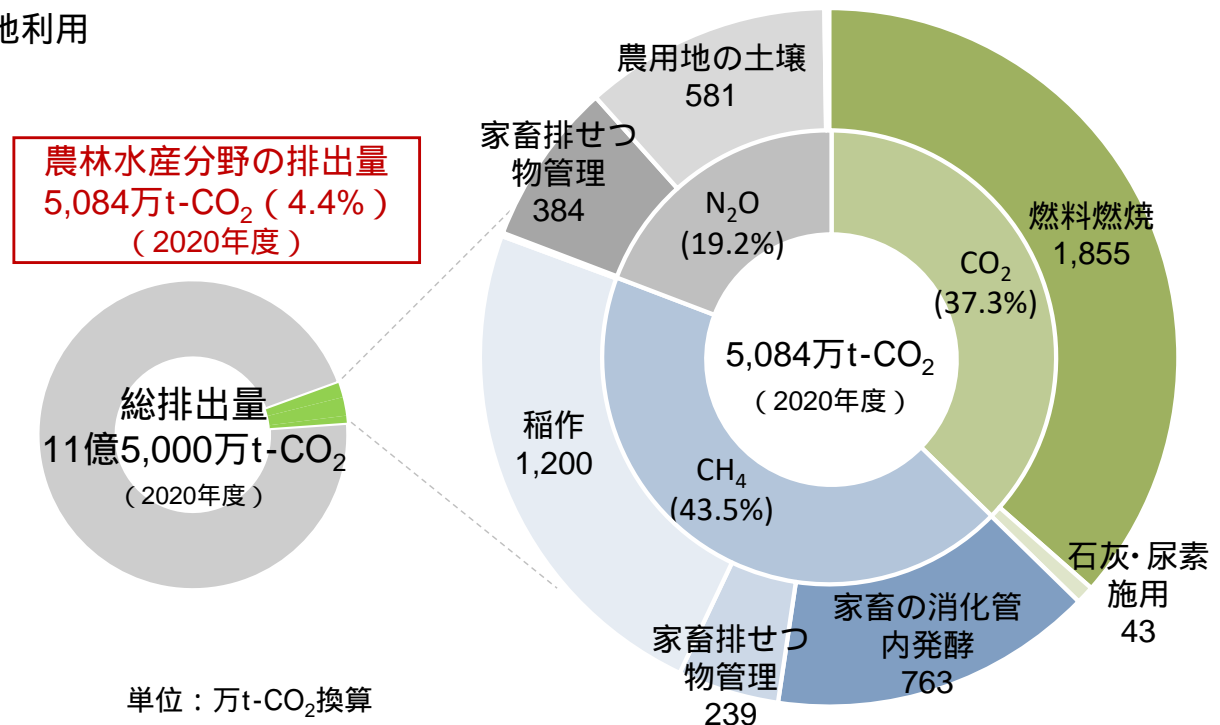 地利用
農林水産分野の排出量
5,084万t-CO₂（4.4%）
（2020年度）
総排出量
11億5,000万t-CO₂
（2020年度）
単位：万t-CO₂換算
農用地の土壌
581
家畜排せつ
物管理
384
N₂O
(19.2%)
燃料燃焼
1,855
CO₂
(37.3%)
5,084万t-CO₂
（2020年度）
稲作
1,200
CH₄
(43.5%)
石灰・尿素
施用
43
家畜の消化管
内発酵
763
家畜排せつ
物管理
239